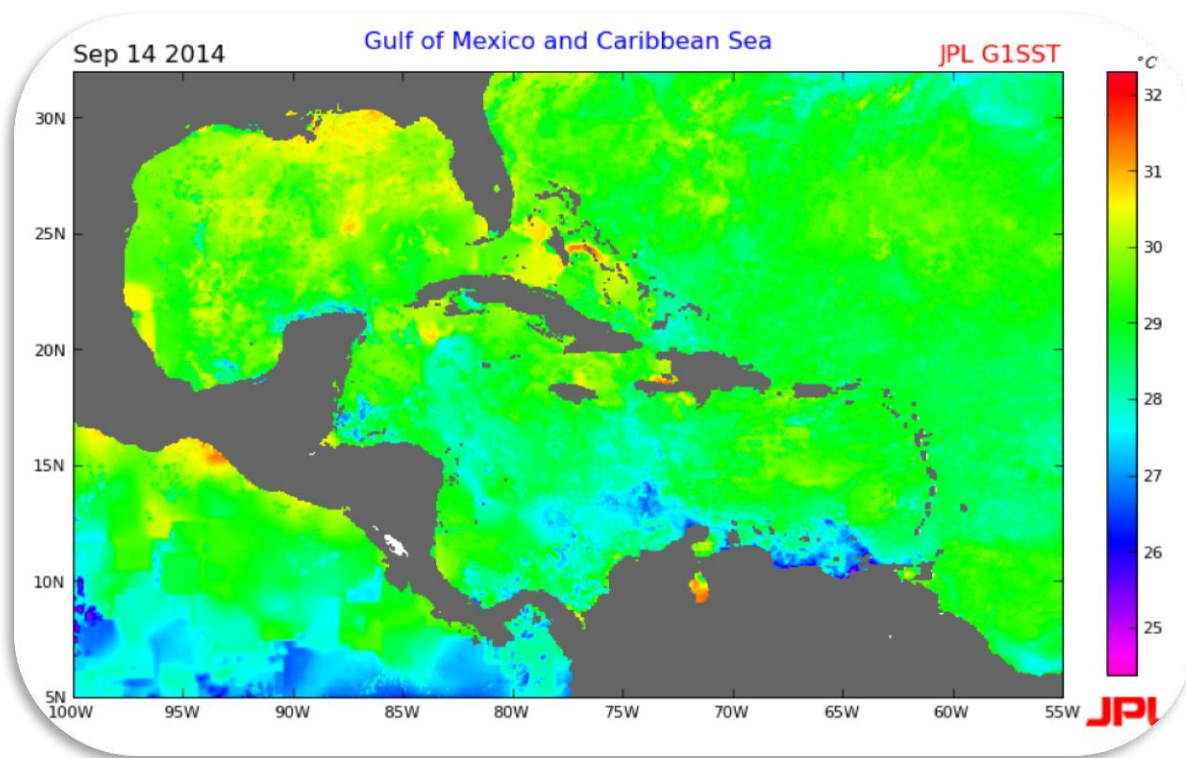 Gulf of Mexico and Caribbean Sea
Sep 14 2014
JPL G1SST
°C
32
31
30
29
28
27
26
25
30N
25N
20N
15N
10N
5N
100W
95W
90W
85W
80W
75W
70W
65W
60W
55W
JPL